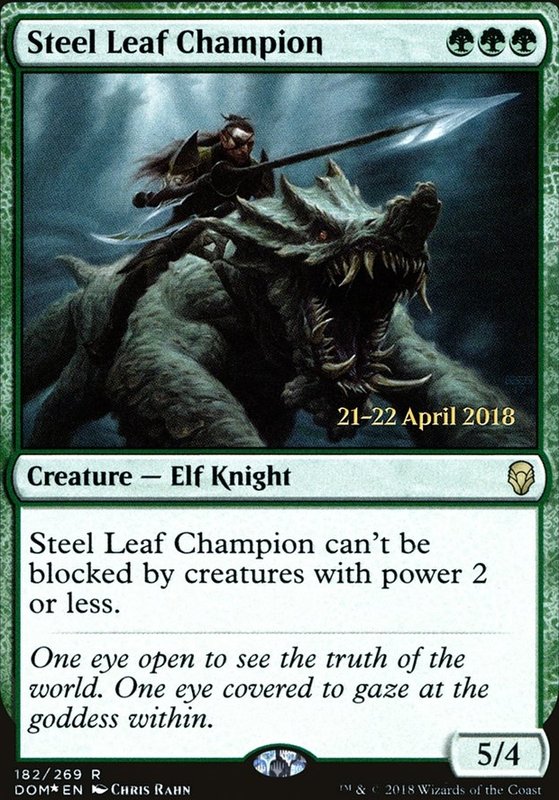 Steel Leaf Champion
21–22 April 2018
Creature — Elf Knight
Steel Leaf Champion can't be
blocked by creatures with power 2
or less.
One eye open to see the truth of the
world. One eye covered to gaze at the
goddess within.
5/4
182/269 R
DOM★EN Chris Rahn
™ & © 2018 Wizards of the Coast